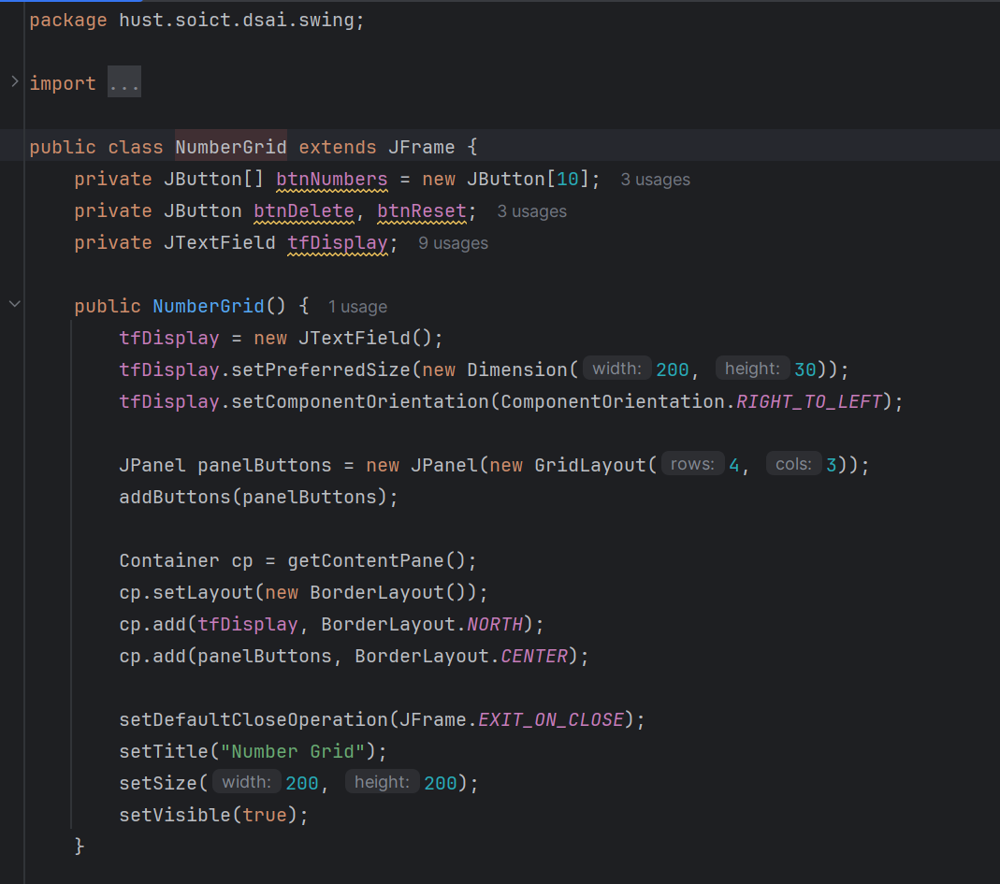 package hust.soict.dsai.swing;
import ...
public class NumberGrid extends JFrame {
private JButton[] btnNumbers = new JButton[10]; 3 usages
private JButton btnDelete, btnReset; 3 usages
private JTextField tfDisplay; 9 usages
public NumberGrid() { 1 usage
tfDisplay = new JTextField();
tfDisplay.setPreferredSize(new Dimension( width: 200, height: 30));
tfDisplay.setComponentOrientation(ComponentOrientation.RIGHT_TO_LEFT);
JPanel panelButtons = new JPanel(new GridLayout( rows: 4, cols: 3));
addButtons(panelButtons);
Container cp = getContentPane();
cp.setLayout(new BorderLayout());
cp.add(tfDisplay, BorderLayout.NORTH);
cp.add(panelButtons, BorderLayout.CENTER);
setDefaultCloseOperation(JFrame.EXIT_ON_CLOSE);
setTitle("Number Grid");
setSize( width: 200, height: 200);
setVisible(true);
}